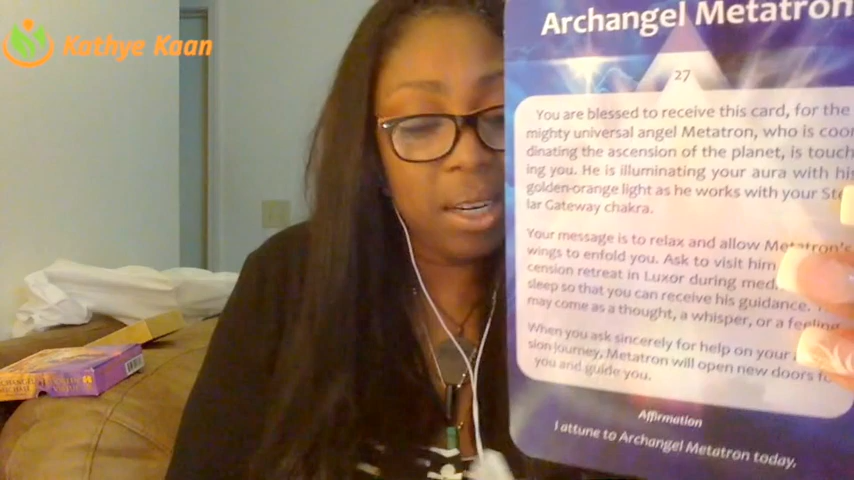 Kathye Kaan
Archangel Metatron
27
You are blessed to receive this card, for the
mighty universal angel Metatron, who is coor-
dinating the ascension of the planet, is touch-
ing you. He is illuminating your aura with his
golden-orange light as he works with your
lar Gateway chakra.
Your message is to relax and allow Metatron's
wings to enfold you. Ask to visit him
cension retreat in Luxor during
sleep so that you can receive his guidance.
may come as a thought, a whisper, or a feeling.
When you ask sincerely for help on your
sion journey, Metatron will open new doors
you and guide you.
Affirmation
I attune to Archangel Metatron today.